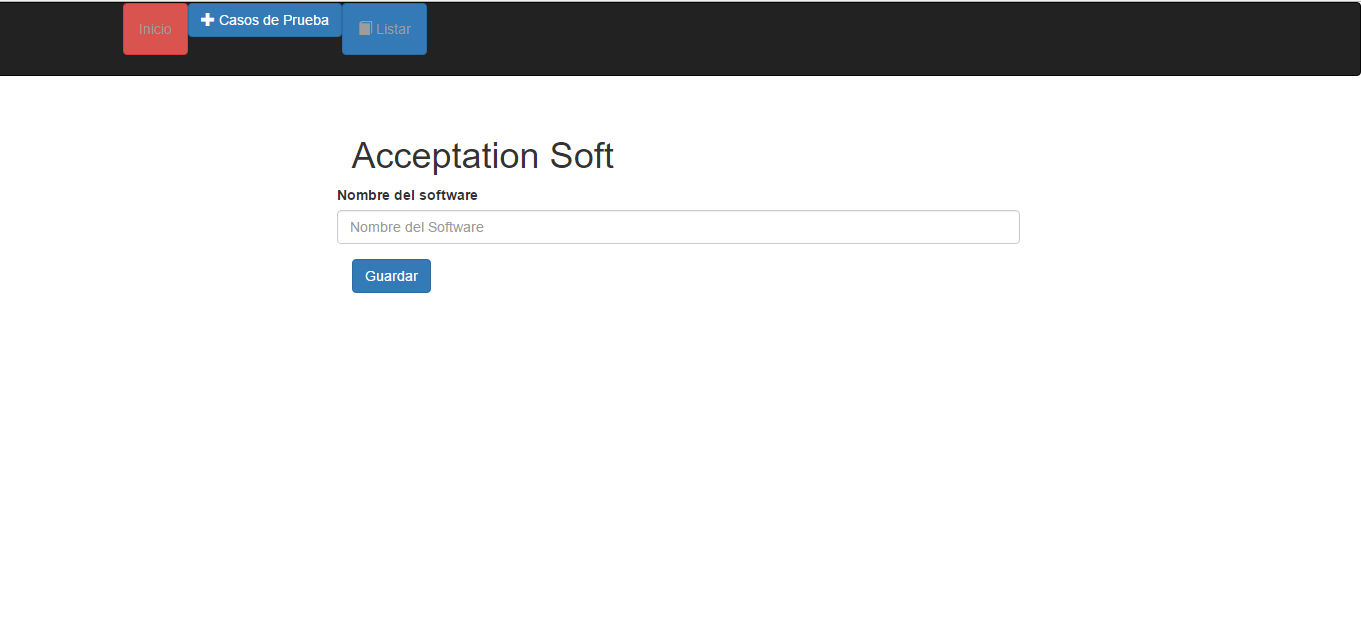 Inicio
Casos de Prueba
Listar
Acceptation Soft
Nombre del software
Nombre del Software
Guardar